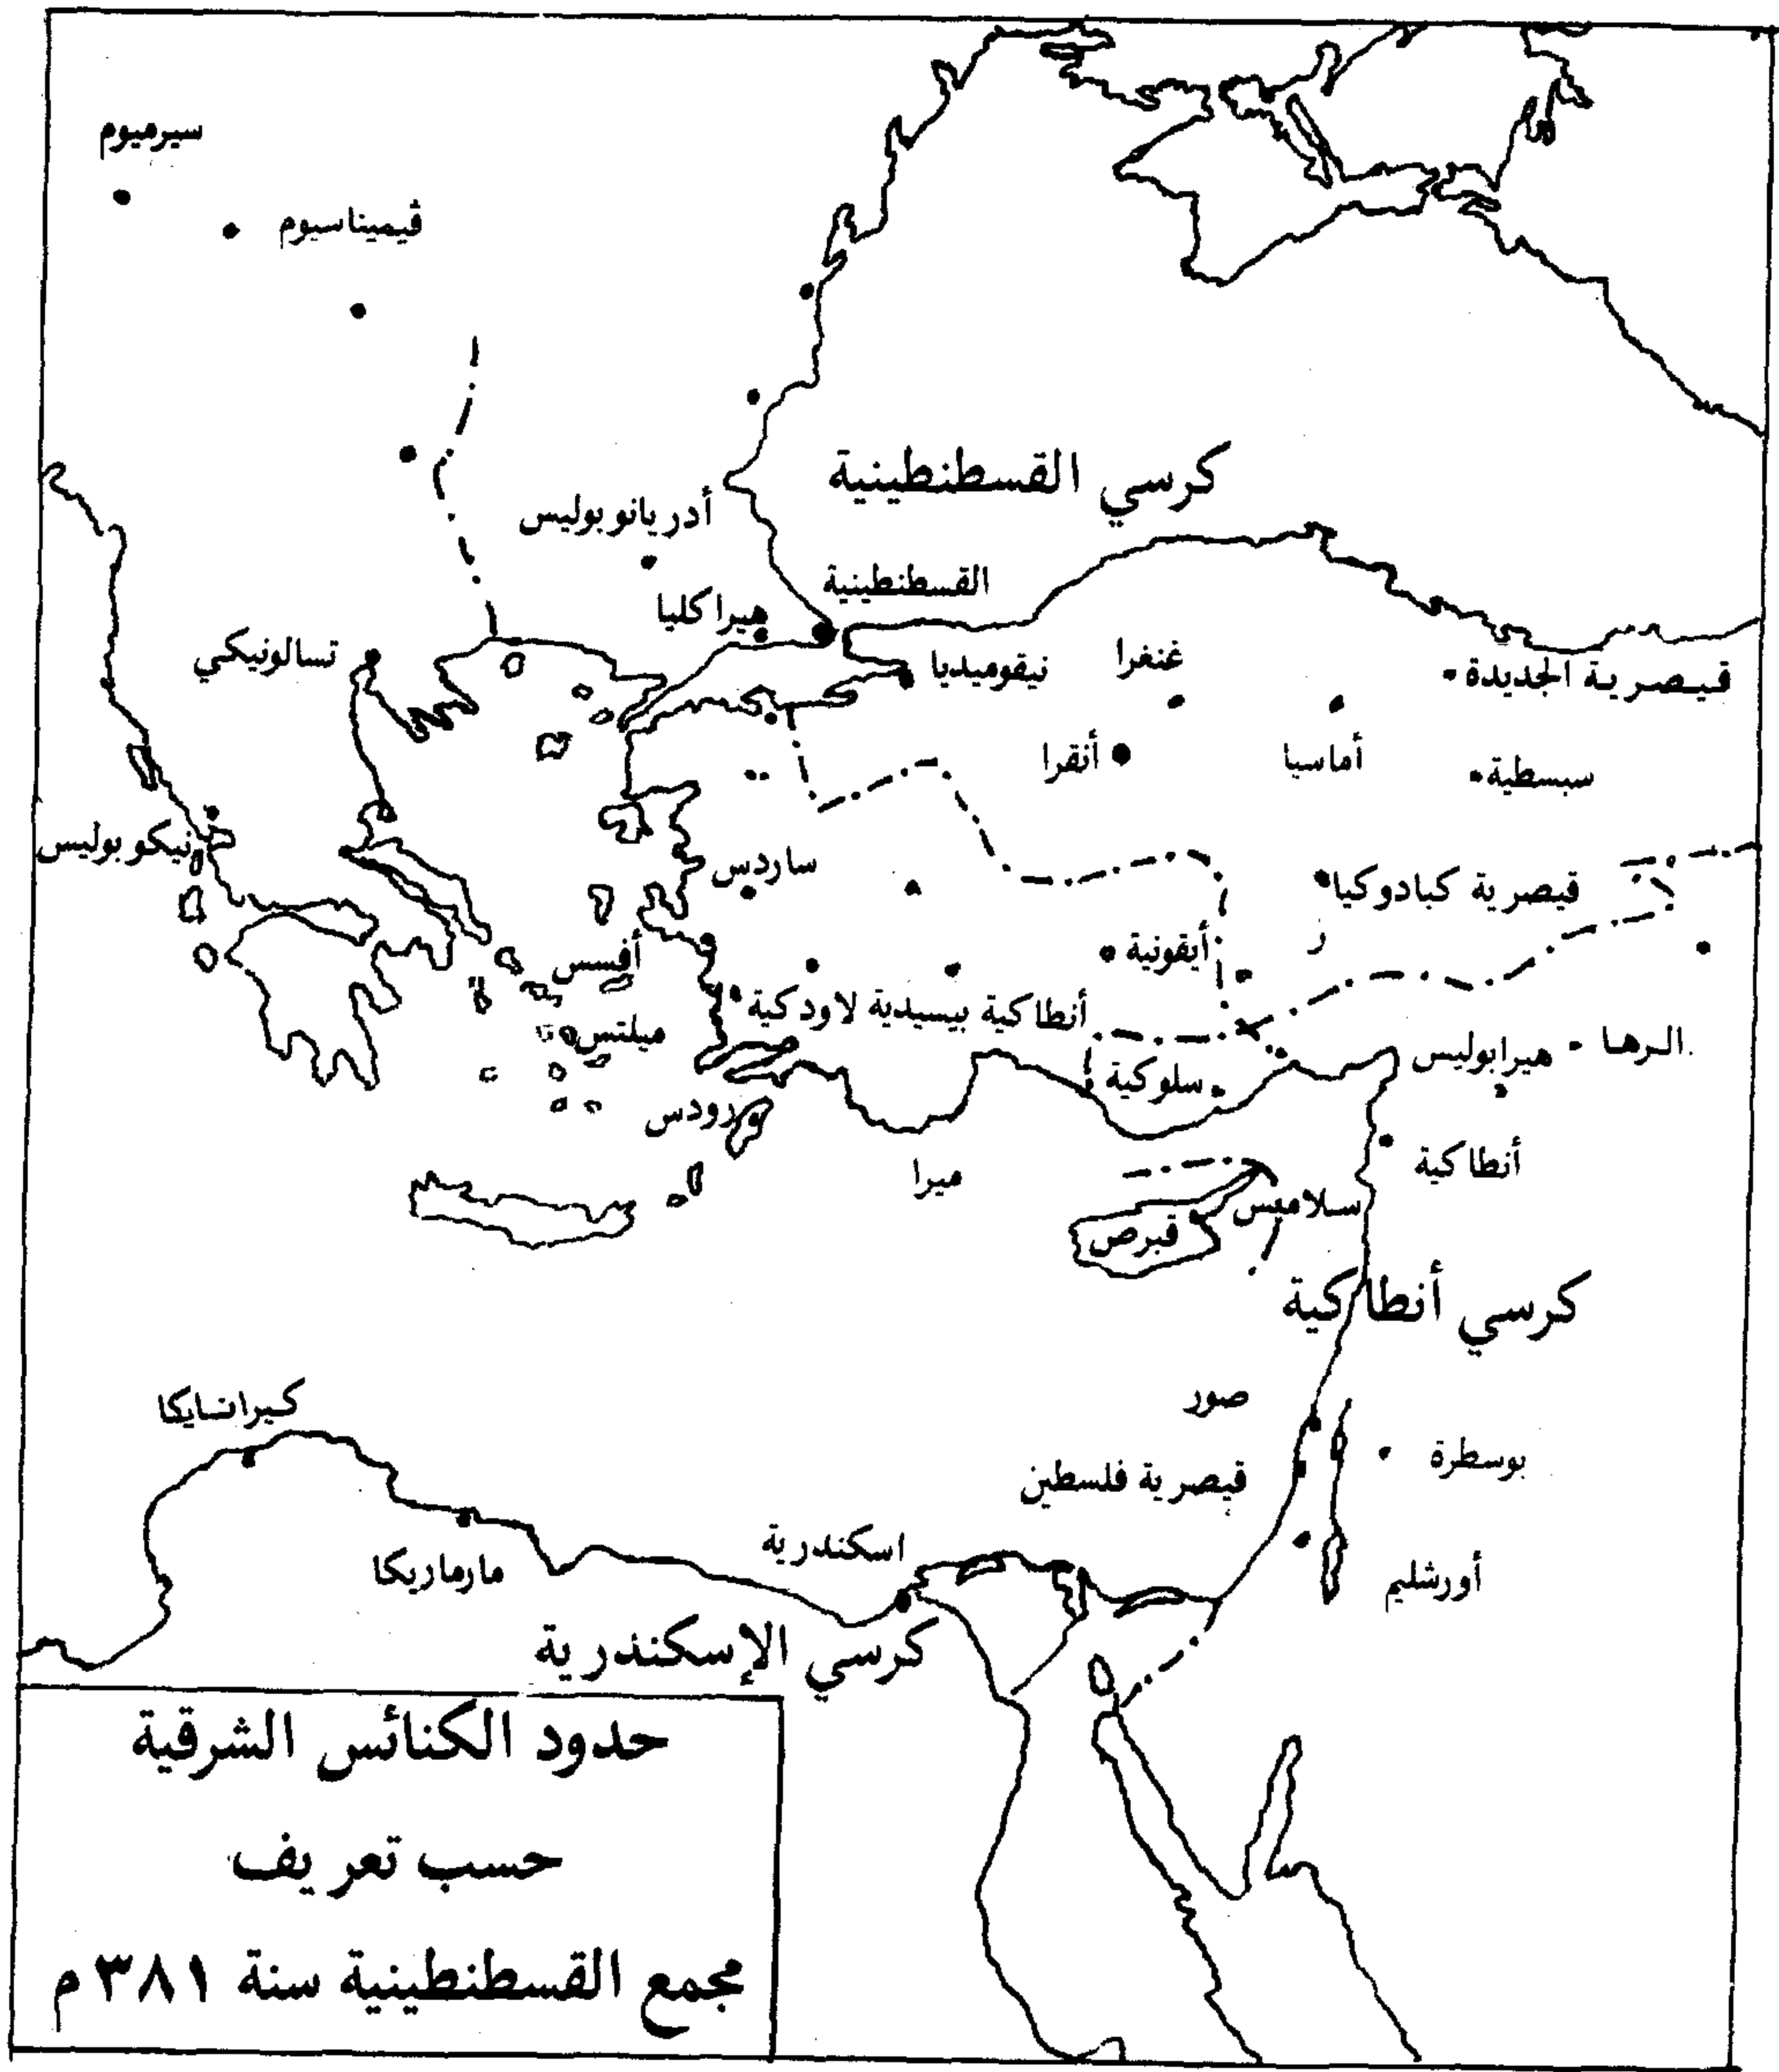 سيرميوم
ڤيميناسيوم
كرسي القسطنطينية
أدريانوبوليس
القسطنطينية
هيراكليا
تسالونيكي
نيقوميديا
غنغرا
قيصرية الجديدة
أنقرا
أماسيا
سبسطية
نيكوبوليس
ساردس
قيصرية كبادوكيا
أيقونية
أفسس
أنطاكية بيسيدية لاودكية
ميلتس
الرها
هيرابوليس
سلوكية
رودس
ميرا
أنطاكية
سلاميس
قبرص
كرسي أنطاكية
صور
كيرانايكا
بوسطرة
قيصرية فلسطين
اسكندرية
مارماريكا
أورشليم
كرسي الإسكندرية
حدود الكنائس الشرقية
حسب تعريف
مجمع القسطنطينية سنة ٣٨١م